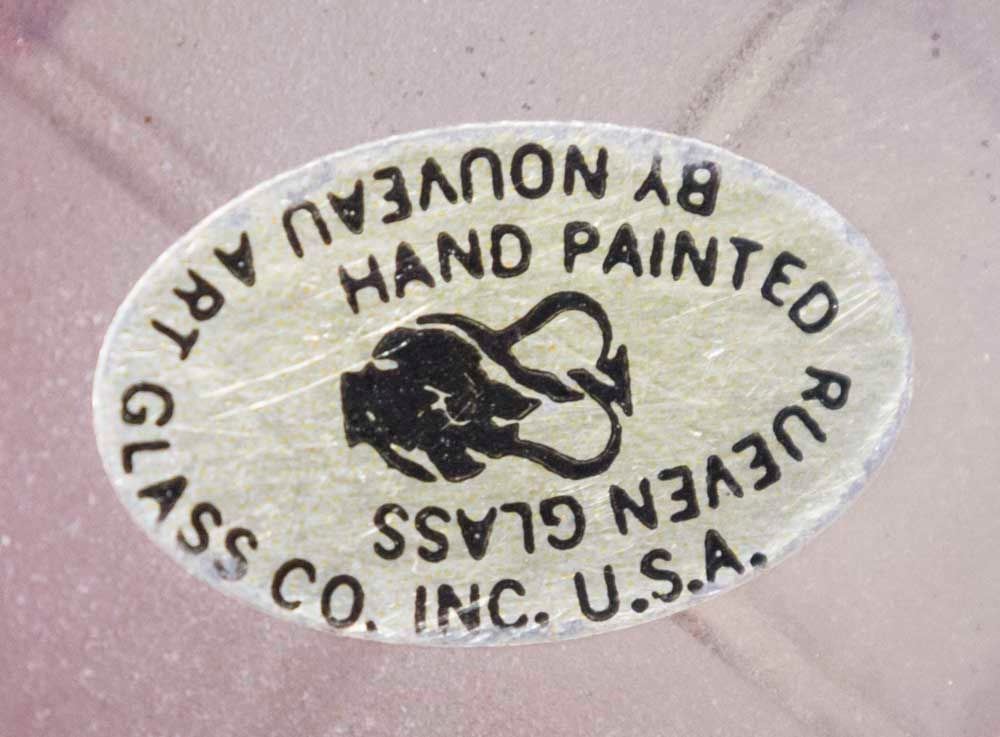 HAND PAINTED RUEVEN GLASS
BY NOUVEAU ART GLASS CO. INC. U.S.A.